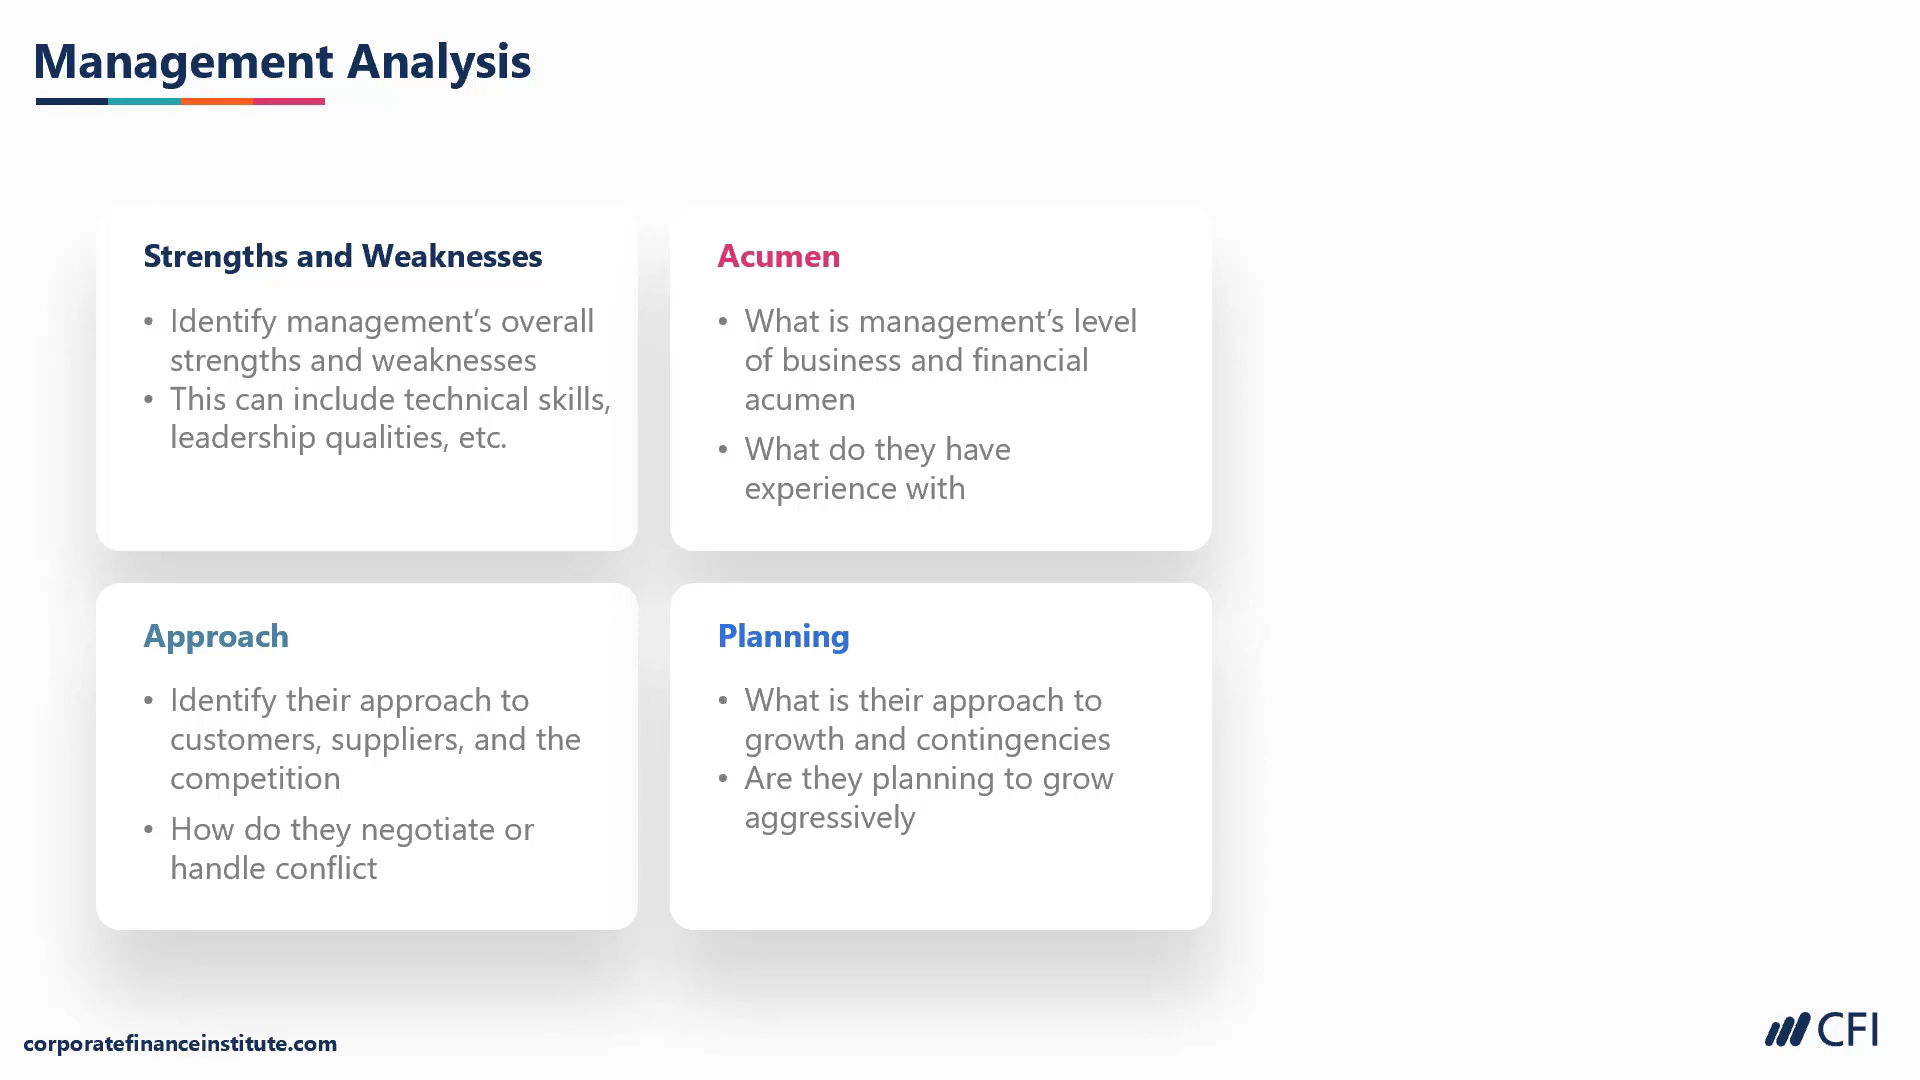 Management Analysis
Strengths and Weaknesses
• Identify management’s overall
strengths and weaknesses
• This can include technical skills,
leadership qualities, etc.
Acumen
• What is management’s level
of business and financial
acumen
• What do they have
experience with
Approach
• Identify their approach to
customers, suppliers, and the
competition
• How do they negotiate or
handle conflict
Planning
• What is their approach to
growth and contingencies
• Are they planning to grow
aggressively
corporatefinanceinstitute.com
CFI